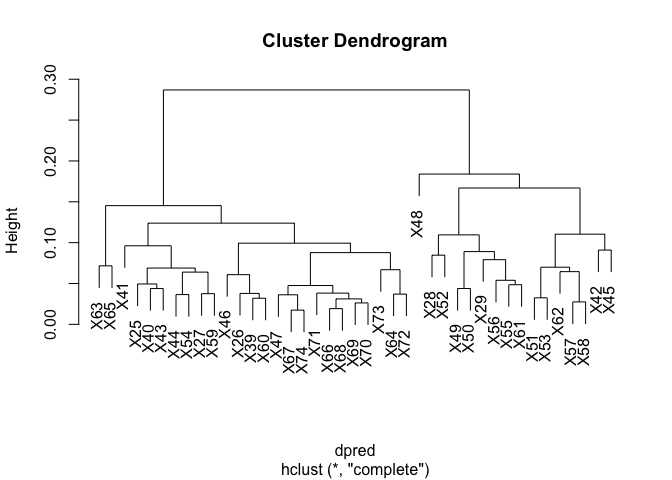 Cluster Dendrogram
Height
0.30
0.20
0.10
0.00
X63
X65
X41
X25
X40
X43
X44
X54
X27
X59
X46
X26
X39
X60
X47
X67
X74
X71
X66
X68
X69
X70
X73
X64
X72
X48
X28
X52
X49
X50
X29
X56
X55
X61
X51
X53
X62
X57
X58
X42
X45
dpred
hclust (*, "complete")